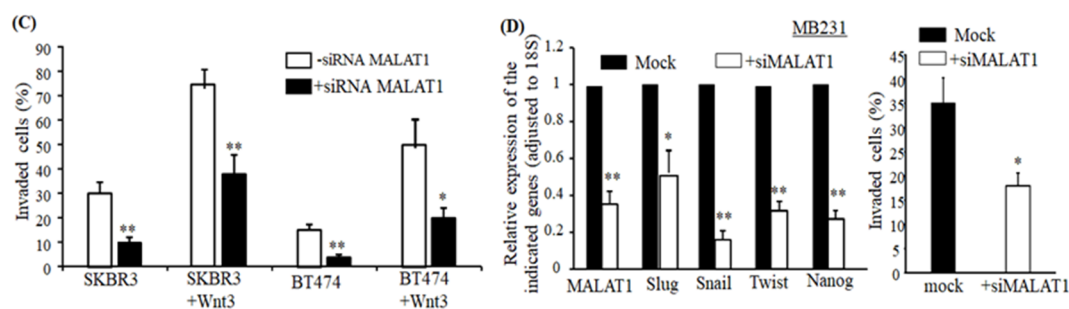 (C)
Invaded cells (%)
90
80
70
60
50
40
30
20
10
0
-siRNA MALAT1
+siRNA MALAT1
**
**
**
*
SKBR3
SKBR3
+Wnt3
BT474
BT474
+Wnt3
(D)
MB231
Relative expression of the
indicated genes (adjusted to 18S)
1.2
1
0.8
0.6
0.4
0.2
0
Mock
+siMALAT1
**
*
**
**
**
MALAT1
Slug
Snail
Twist
Nanog
Mock
+siMALAT1
Invaded cells (%)
45
40
35
30
25
20
15
10
5
0
*
mock
+siMALAT1